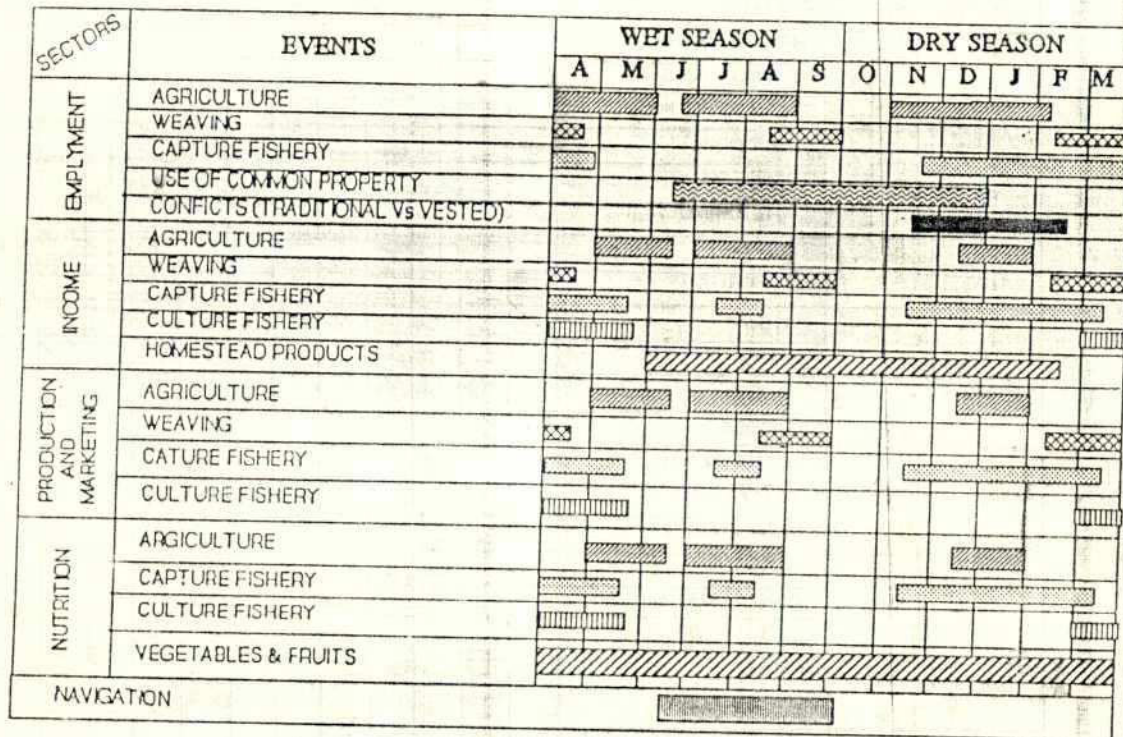 SECTORS EVENTS WET SEASON DRY SEASON
A M J J A S O N D J F M
EMPLYMENT
AGRICULTURE
WEAVING
CAPTURE FISHERY
USE OF COMMON PROPERTY
CONFICTS (TRADITIONAL Vs VESTED)
INCOME
AGRICULTURE
WEAVING
CAPTURE FISHERY
CULTURE FISHERY
HOMESTEAD PRODUCTS
PRODUCTION
AND
MARKETING
AGRICULTURE
WEAVING
CATURE FISHERY
CULTURE FISHERY
NUTRITION
ARGICULTURE
CAPTURE FISHERY
CULTURE FISHERY
VEGETABLES & FRUITS
NAVIGATION